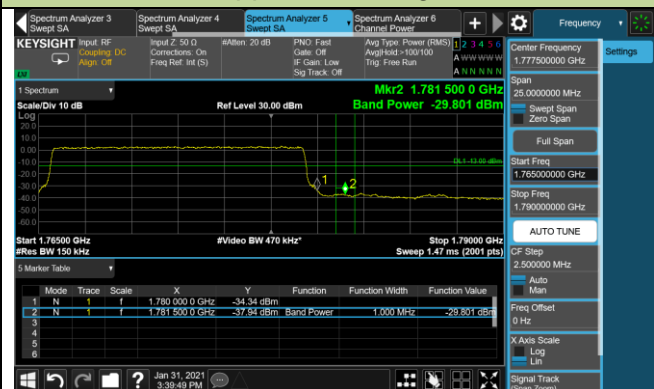 Spectrum Analyzer 3
Swept SA
Spectrum Analyzer 4
Swept SA
Spectrum Analyzer 5
Swept SA
Spectrum Analyzer 6
Channel Power
Frequency
KEYSIGHT
Input: RF
Coupling: DC
Align: Off
Input Z: 50 Ω
Corrections: On
Freq Ref: Int (S)
#Atten: 20 dB
PNO: Fast
Gate: Off
IF Gain: Low
Sig Track: Off
Avg Type: Power (RMS)
Avg|Hold:>100/100
Trig: Free Run
1 2 3 4 5 6
A W W W W W
A N N N N N
Settings
1 Spectrum
Mkr2 1.781 500 0 GHz
Scale/Div 10 dB
Ref Level 30.00 dBm
Band Power -29.801 dBm
Log
20.0
10.0
0.00
-10.0
-20.0
-30.0
-40.0
-50.0
-60.0
DL1 -13.00 dBm
1
2
Start 1.76500 GHz
#Video BW 470 kHz*
Stop 1.79000 GHz
#Res BW 150 kHz
Sweep 1.47 ms (2001 pts)
5 Marker Table
Mode Trace Scale X Y Function Function Width Function Value
1 N 1 f 1.780 000 0 GHz -34.34 dBm
2 N 1 f 1.781 500 0 GHz -37.94 dBm Band Power 1.000 MHz -29.801 dBm
3
4
5
6
Center Frequency
1.777500000 GHz
Span
25.0000000 MHz
Swept Span
Zero Span
Full Span
Start Freq
1.765000000 GHz
Stop Freq
1.790000000 GHz
AUTO TUNE
CF Step
2.500000 MHz
Auto
Man
Freq Offset
0 Hz
X Axis Scale
Log
Lin
Signal Track
(Span Zoom)
Jan 31, 2021
3:39:49 PM